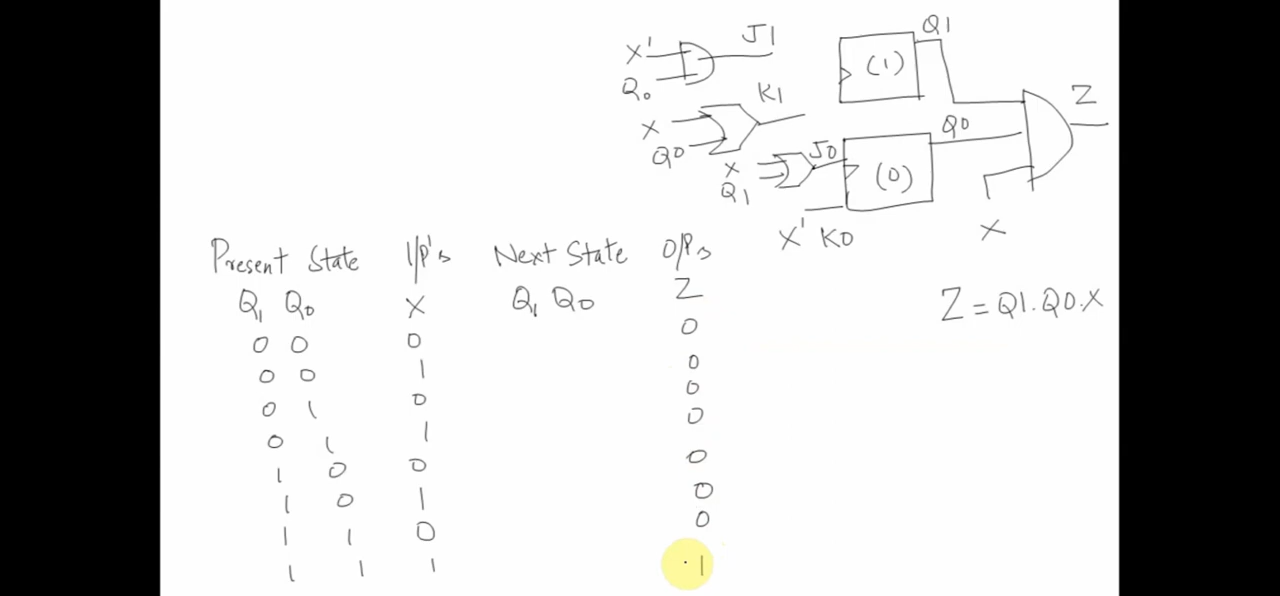 X' J1
Q0
X K1
Q0
X J0
Q1
X' K0
(1) Q1
(0) Q0
X
Z
Z = Q1.Q0.X
Present State I/P's Next State O/Ps
Q1 Q0 X Q1 Q0 Z
0 0 0 0
0 0 1 0
0 1 0 0
0 1 1 0
1 0 0 0
1 0 1 0
1 1 0 0
1 1 1 1